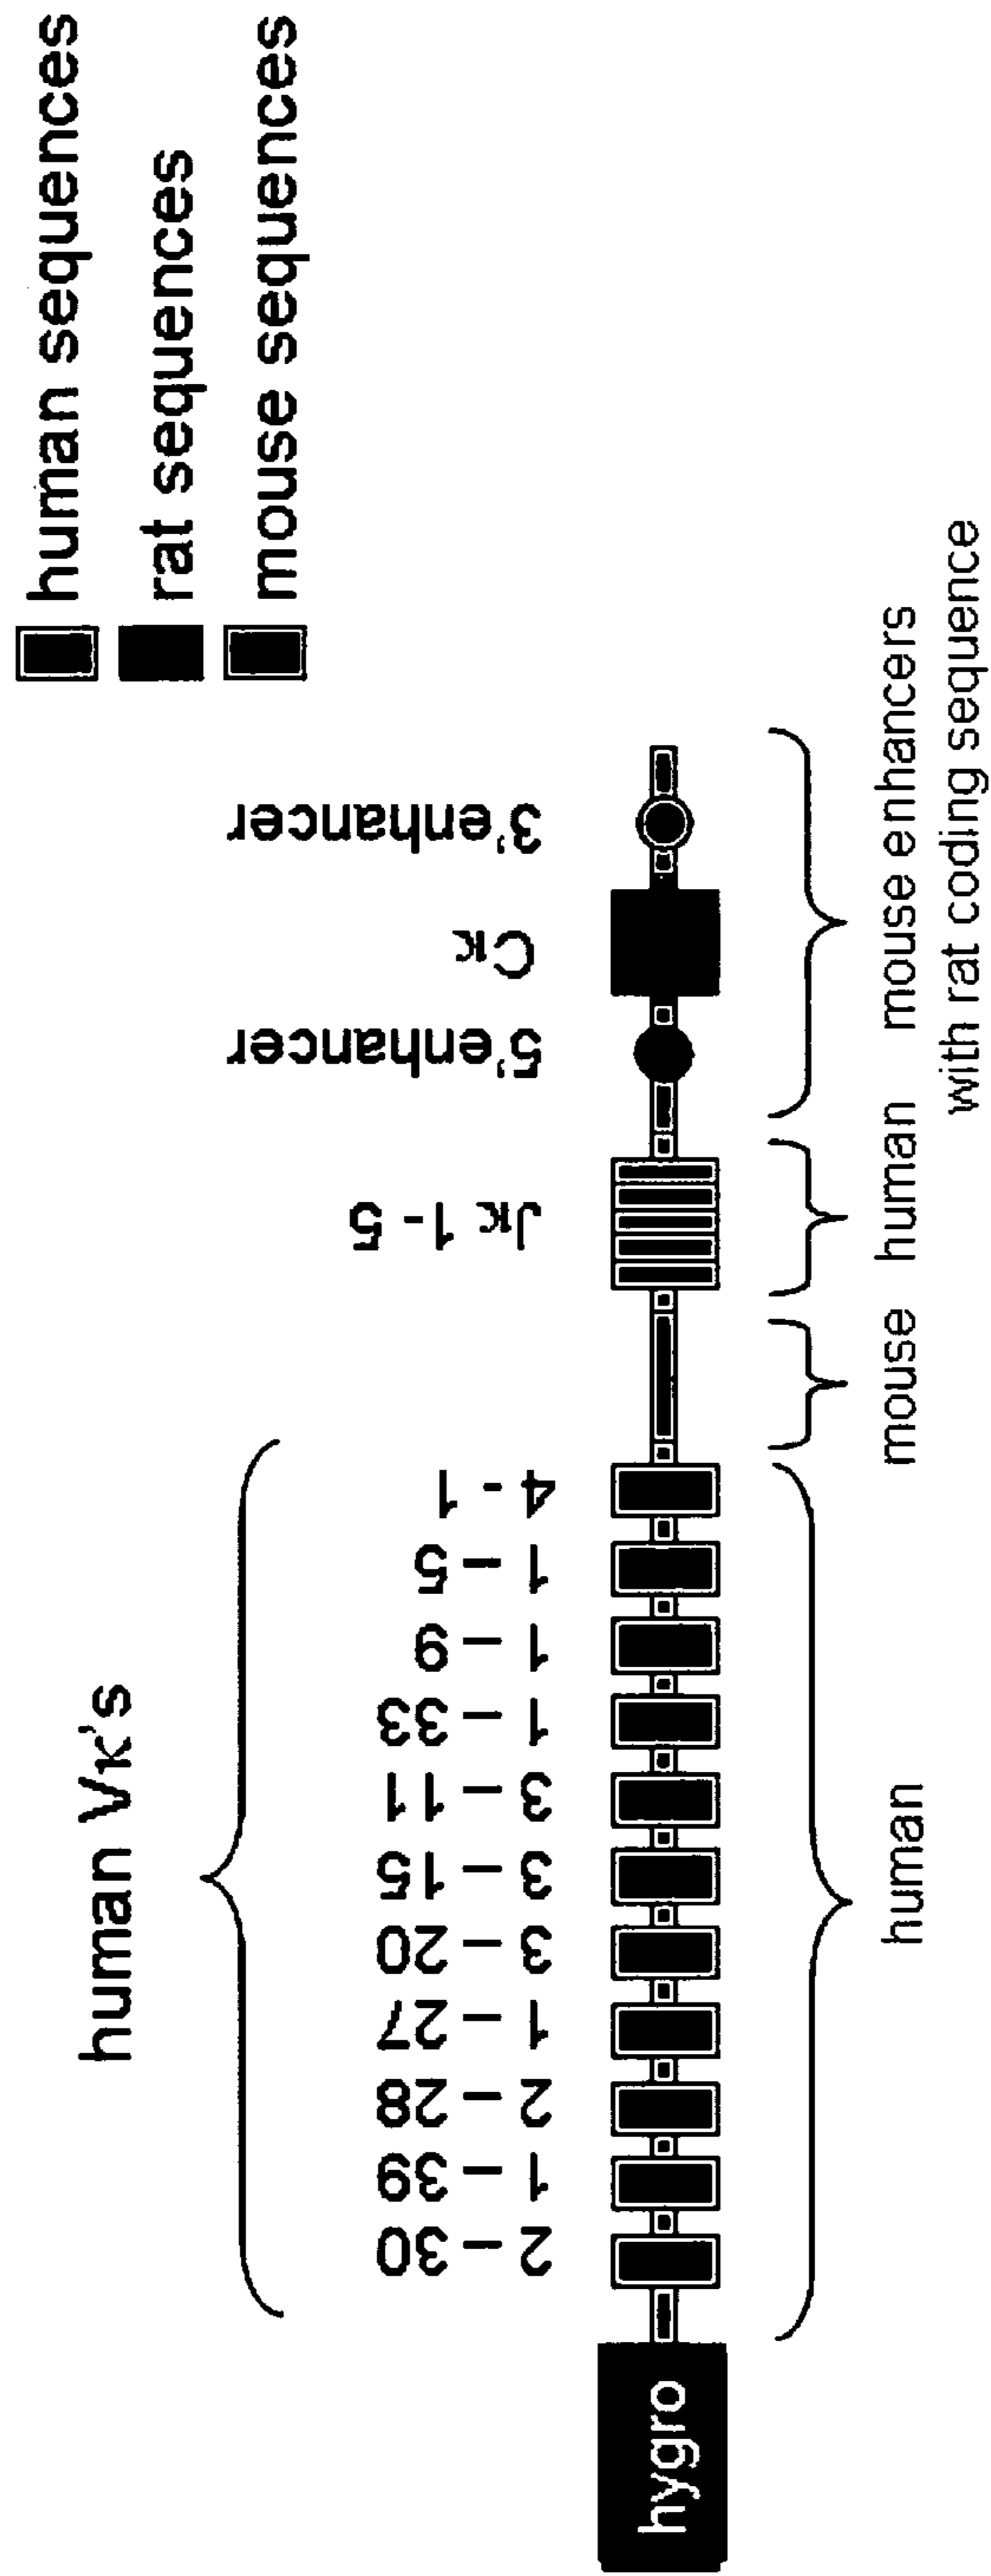 human sequences
rat sequences
mouse sequences
human Vκ's
2 – 30
1 – 39
2 – 28
1 – 27
3 – 20
3 – 15
3 – 11
1 – 33
1 – 9
1 – 5
4 - 1
Jκ 1 - 5
5'enhancer
Cκ
3'enhancer
hygro
human
mouse
human
mouse enhancers
with rat coding sequence